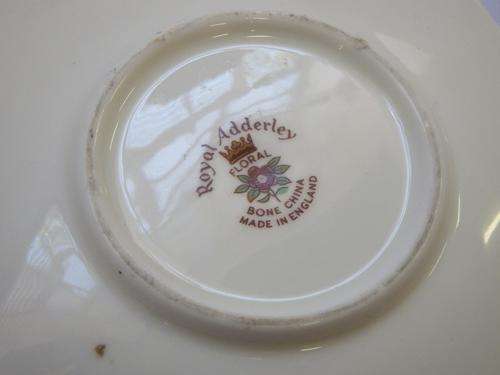 Royal Adderley
FLORAL
BONE CHINA
MADE IN ENGLAND